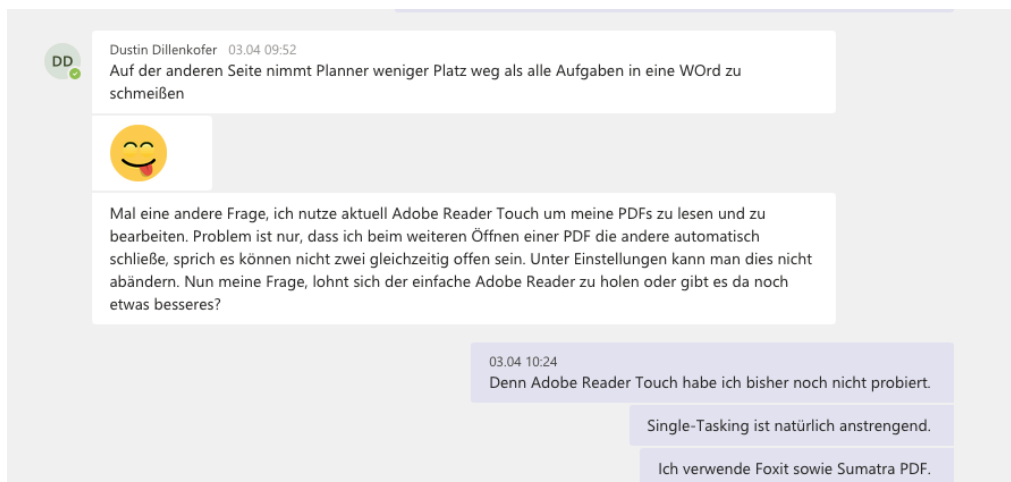 Dustin Dillenkofer 03.04 09:52
DD
Auf der anderen Seite nimmt Planner weniger Platz weg als alle Aufgaben in eine WOrd zu
schmeißen
Mal eine andere Frage, ich nutze aktuell Adobe Reader Touch um meine PDFs zu lesen und zu
bearbeiten. Problem ist nur, dass ich beim weiteren Öffnen einer PDF die andere automatisch
schließe, sprich es können nicht zwei gleichzeitig offen sein. Unter Einstellungen kann man dies nicht
abändern. Nun meine Frage, lohnt sich der einfache Adobe Reader zu holen oder gibt es da noch
etwas besseres?
03.04 10:24
Denn Adobe Reader Touch habe ich bisher noch nicht probiert.
Single-Tasking ist natürlich anstrengend.
Ich verwende Foxit sowie Sumatra PDF.